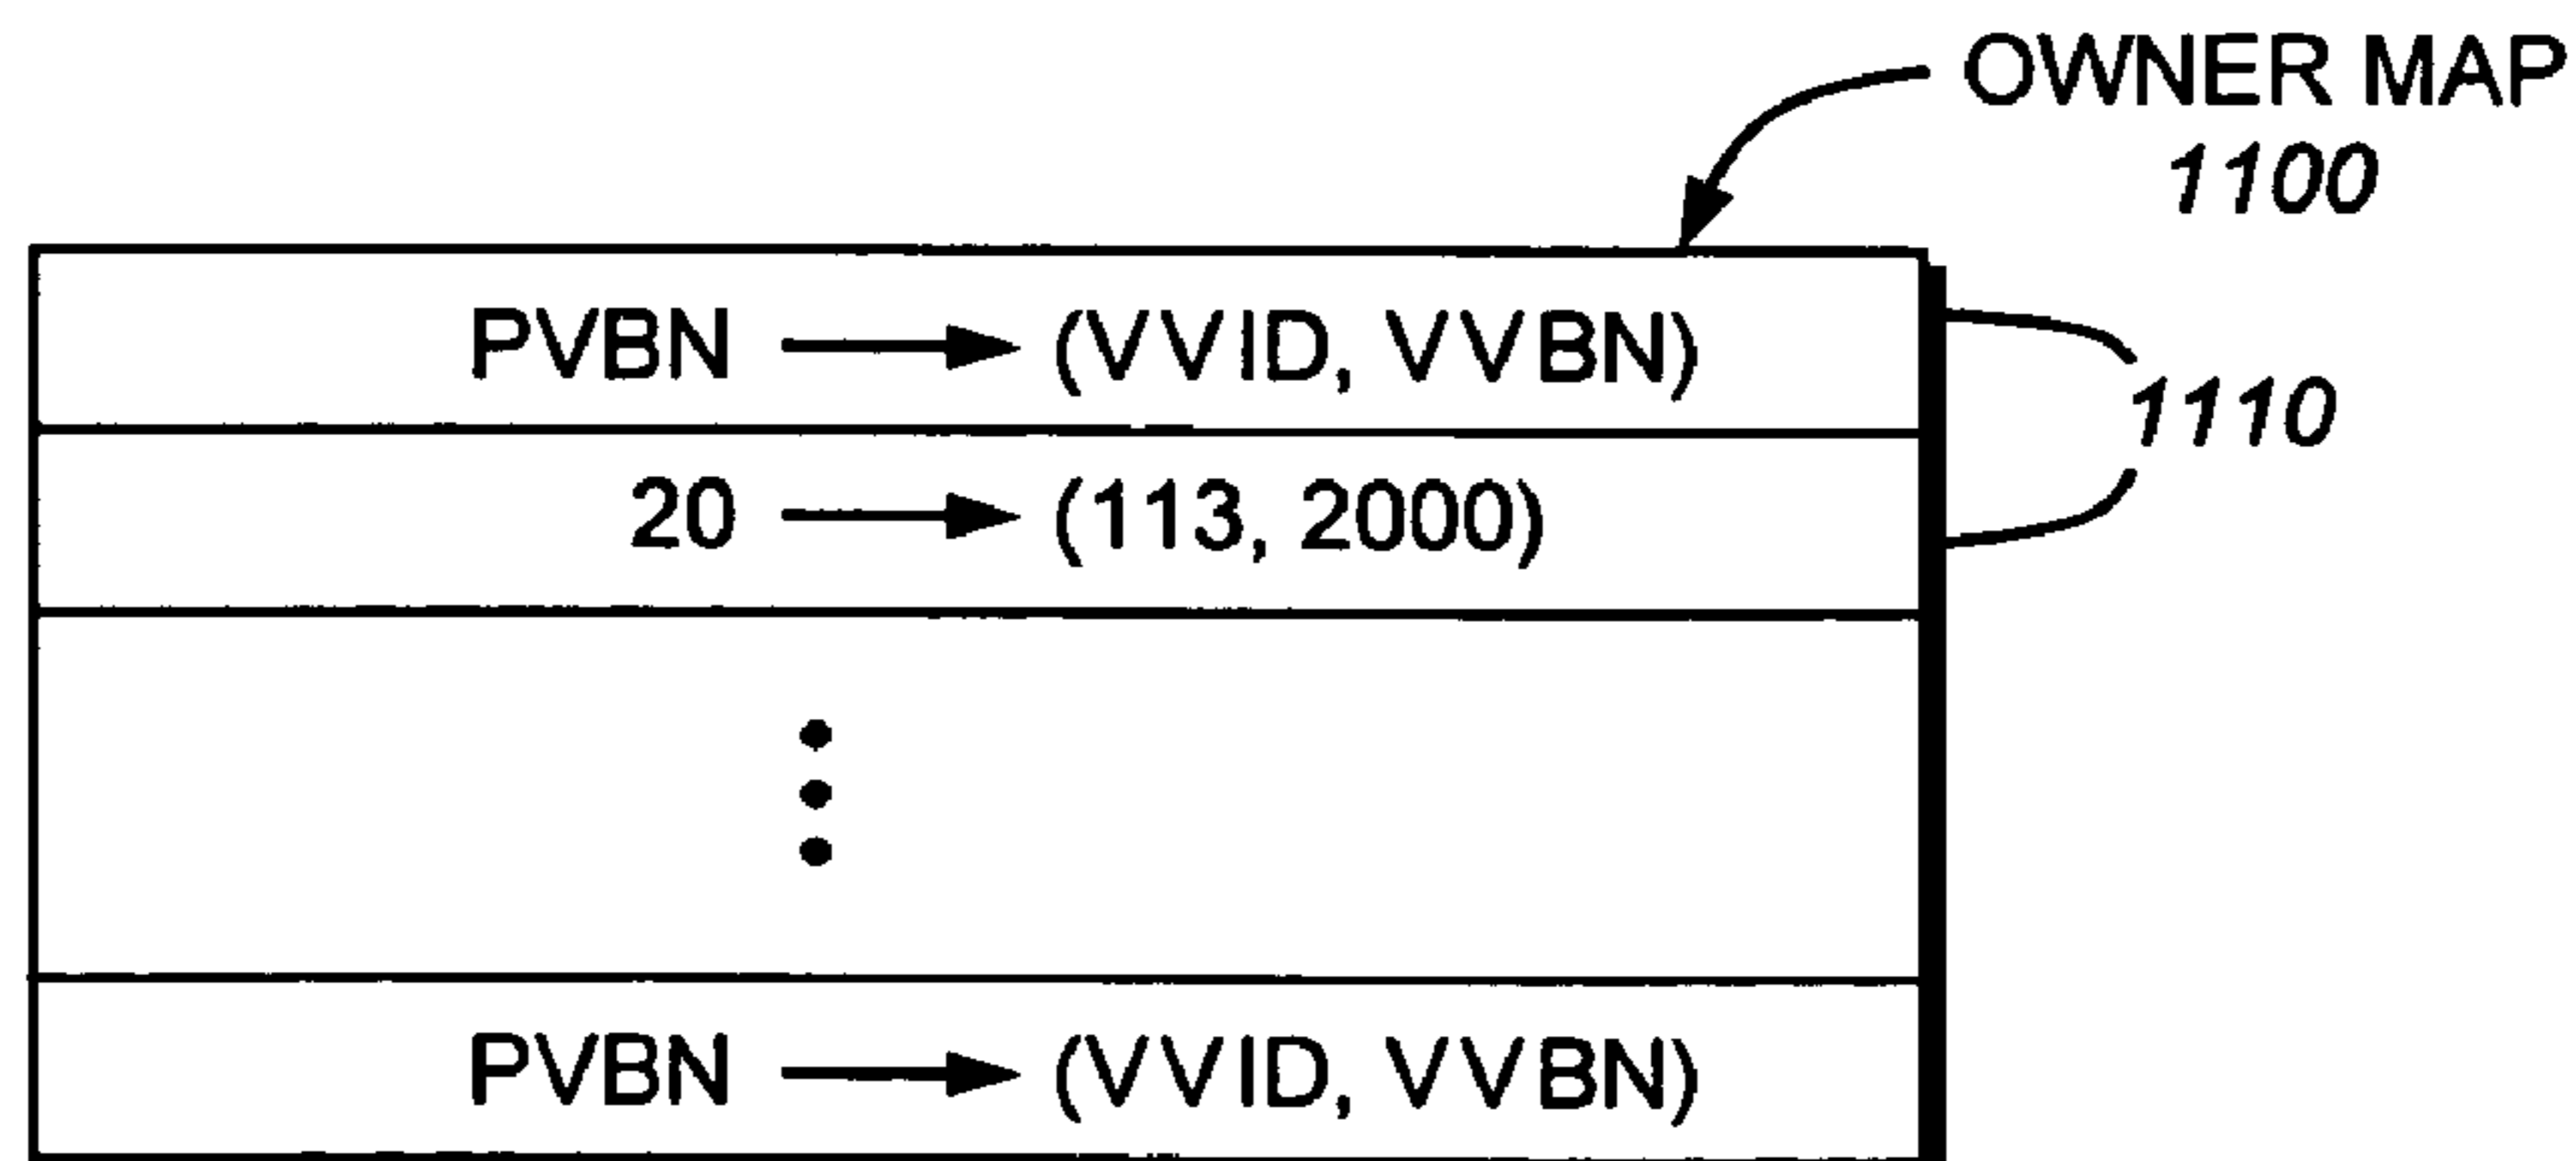 OWNER MAP
1100
PVBN → (VVID, VVBN)
1110
20 → (113, 2000)
PVBN → (VVID, VVBN)